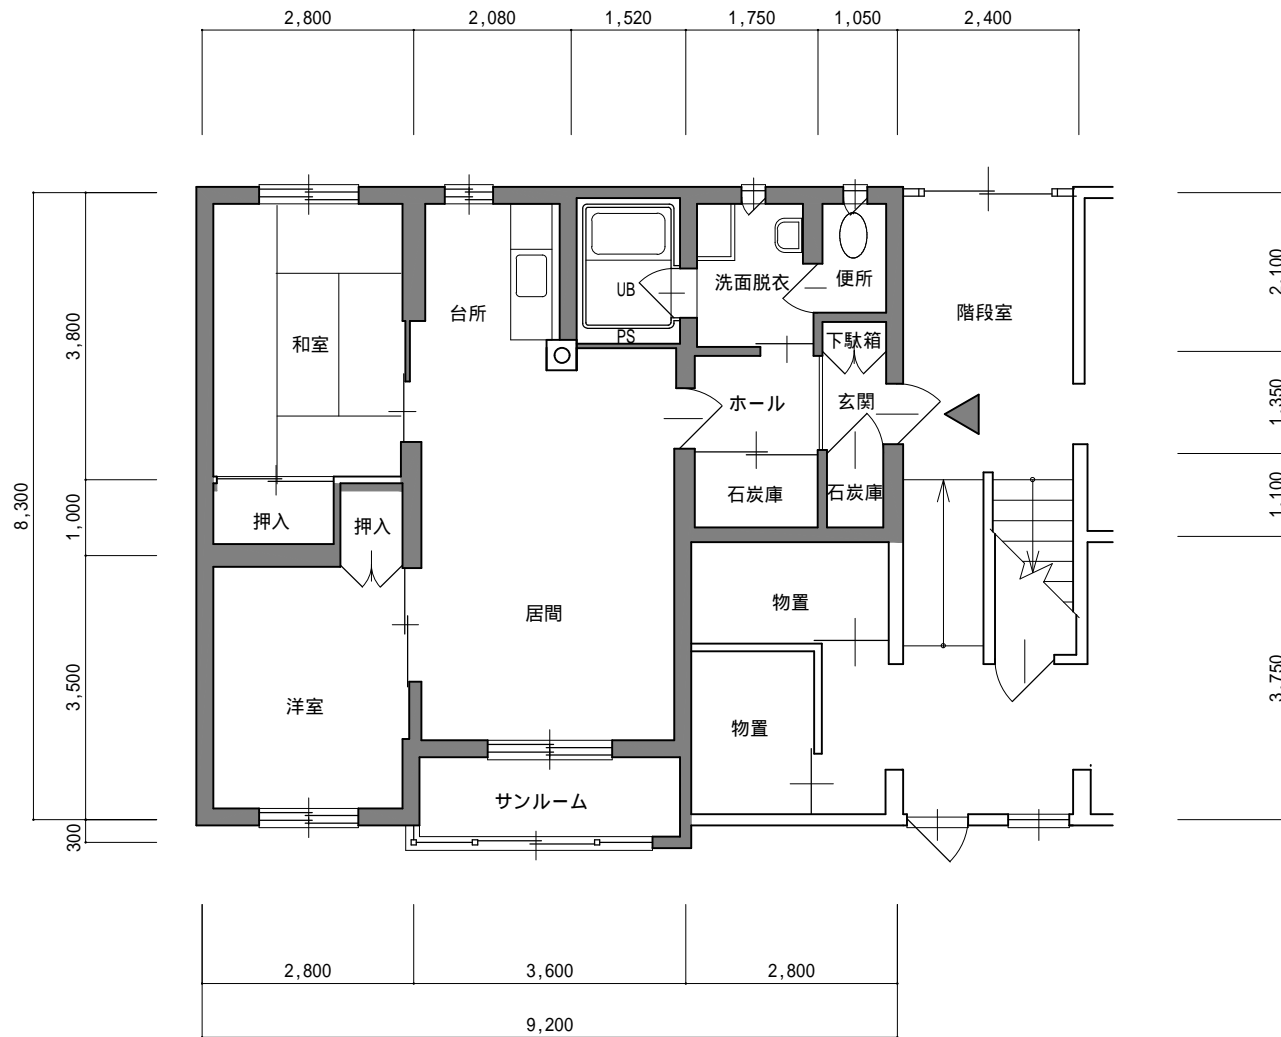 2,800
2,080
1,520
1,750
1,050
2,400
8,300
3,800
1,000
3,500
300
2,100
1,350
1,100
3,750
和室
台所
UB
PS
洗面脱衣
便所
階段室
下駄箱
ホール
玄関
石炭庫
石炭庫
押入
押入
物置
居間
洋室
物置
サンルーム
2,800
3,600
2,800
9,200